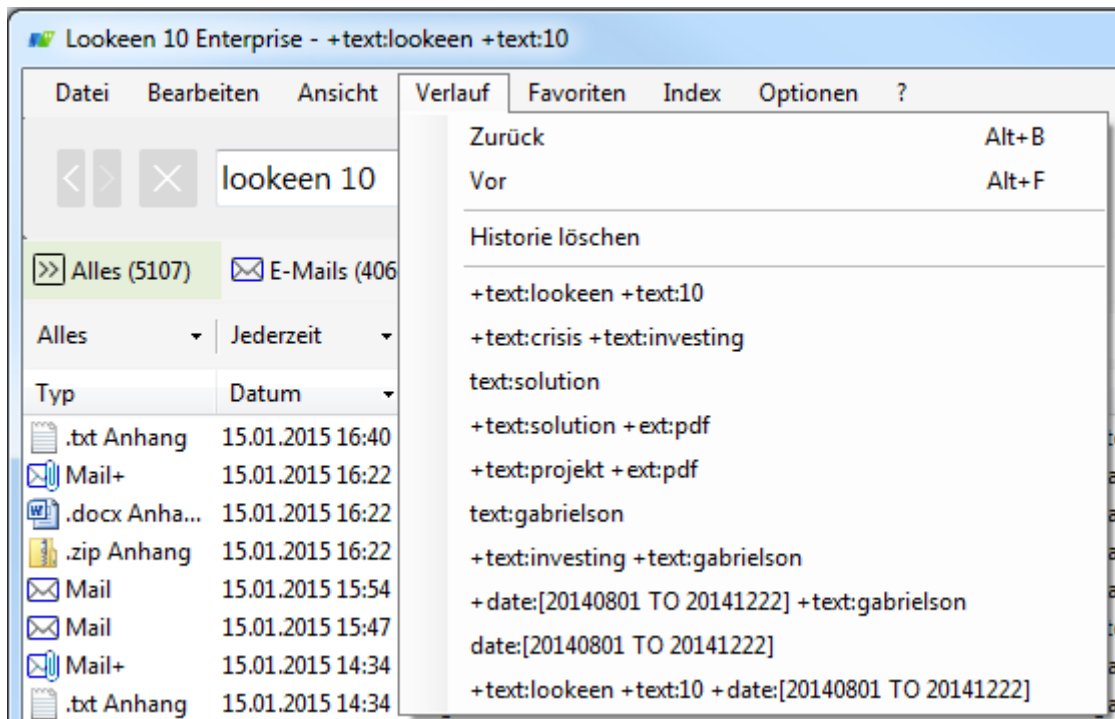 Lookeen 10 Enterprise - +text:lookeen +text:10
Datei Bearbeiten Ansicht Verlauf Favoriten Index Optionen ?
Zurück Alt+B
Vor Alt+F
Historie löschen
+text:lookeen +text:10
+text:crisis +text:investing
text:solution
+text:solution +ext:pdf
+text:projekt +ext:pdf
text:gabrielson
+text:investing +text:gabrielson
+date:[20140801 TO 20141222] +text:gabrielson
date:[20140801 TO 20141222]
+text:lookeen +text:10 +date:[20140801 TO 20141222]
lookeen 10
Alles (5107) E-Mails (406
Alles Jederzeit
Typ Datum
.txt Anhang 15.01.2015 16:40
Mail+ 15.01.2015 16:22
.docx Anha... 15.01.2015 16:22
.zip Anhang 15.01.2015 16:22
Mail 15.01.2015 15:54
Mail 15.01.2015 15:47
Mail+ 15.01.2015 14:34
.txt Anhang 15.01.2015 14:34